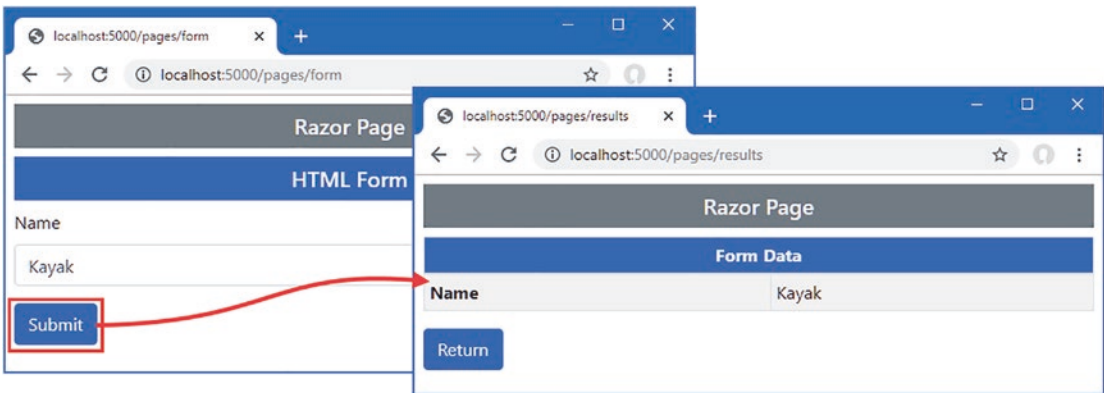 localhost:5000/pages/form
localhost:5000/pages/form
Razor Page
HTML Form
Name
Kayak
Submit
localhost:5000/pages/results
localhost:5000/pages/results
Razor Page
Form Data
Name Kayak
Return